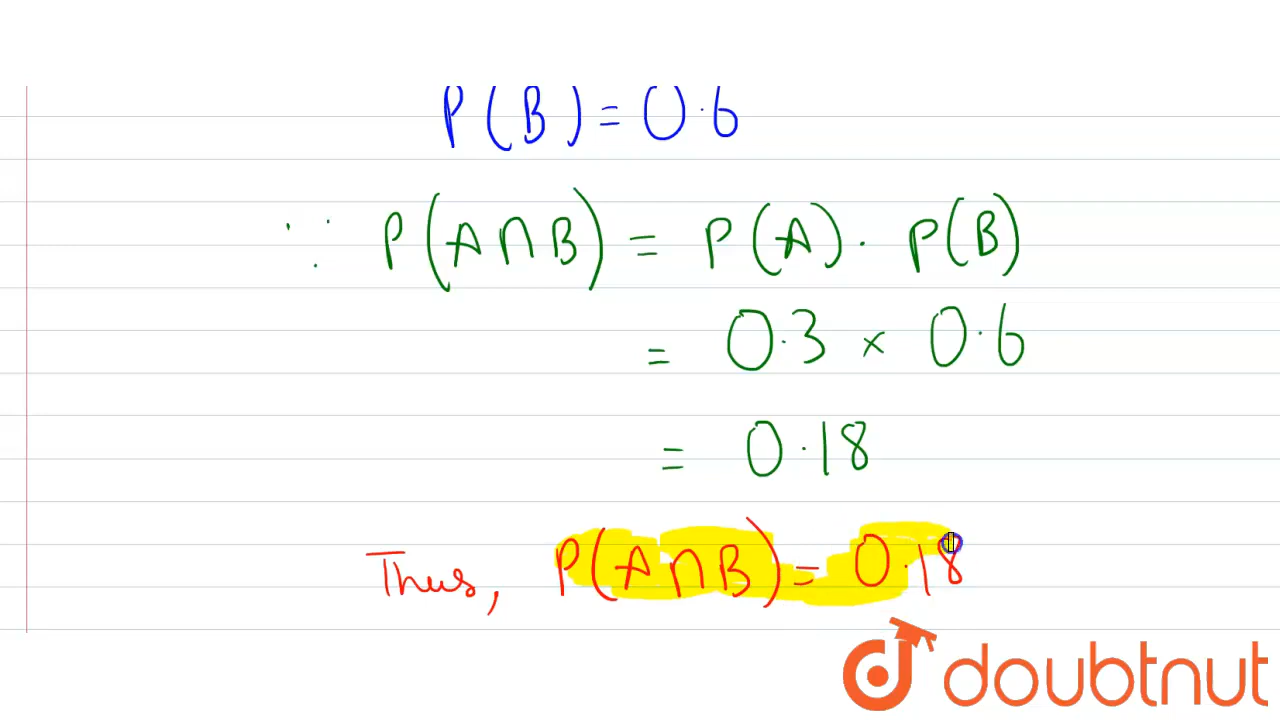 P(B) = 0.6
∵ P(A∩B) = P(A). P(B)
= 0.3 × 0.6
= 0.18
Thus, P(A∩B) = 0.18
doubtnut